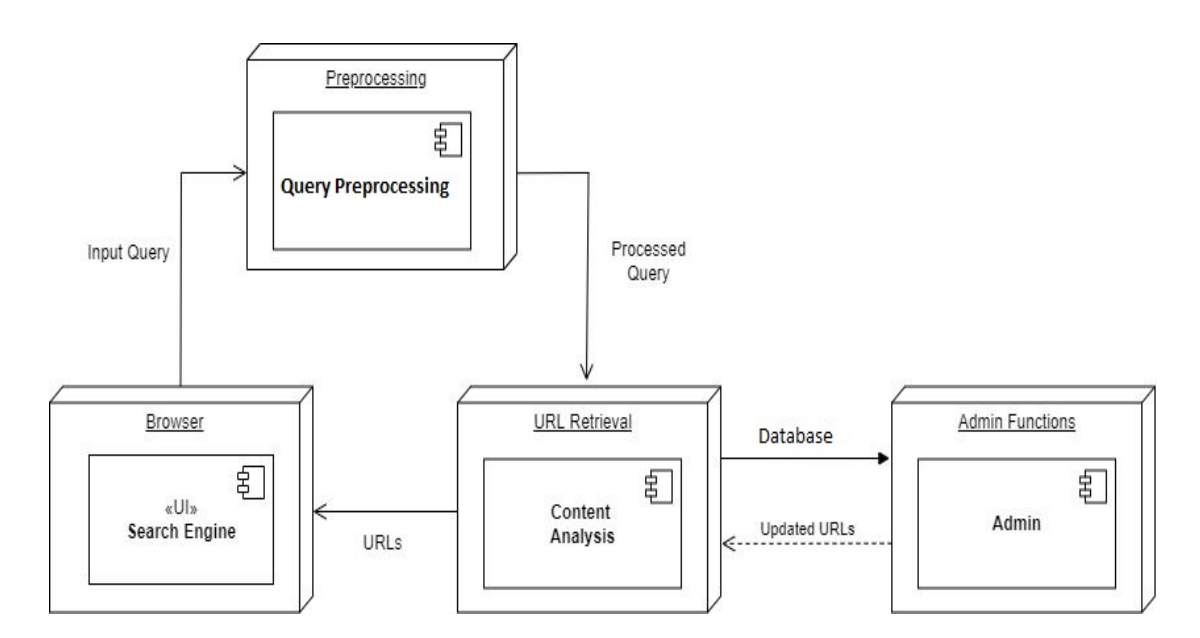 Preprocessing
Query Preprocessing
Input Query
Processed
Query
Browser
«UI»
Search Engine
URLs
URL Retrieval
Content
Analysis
Database
Updated URLs
Admin Functions
Admin